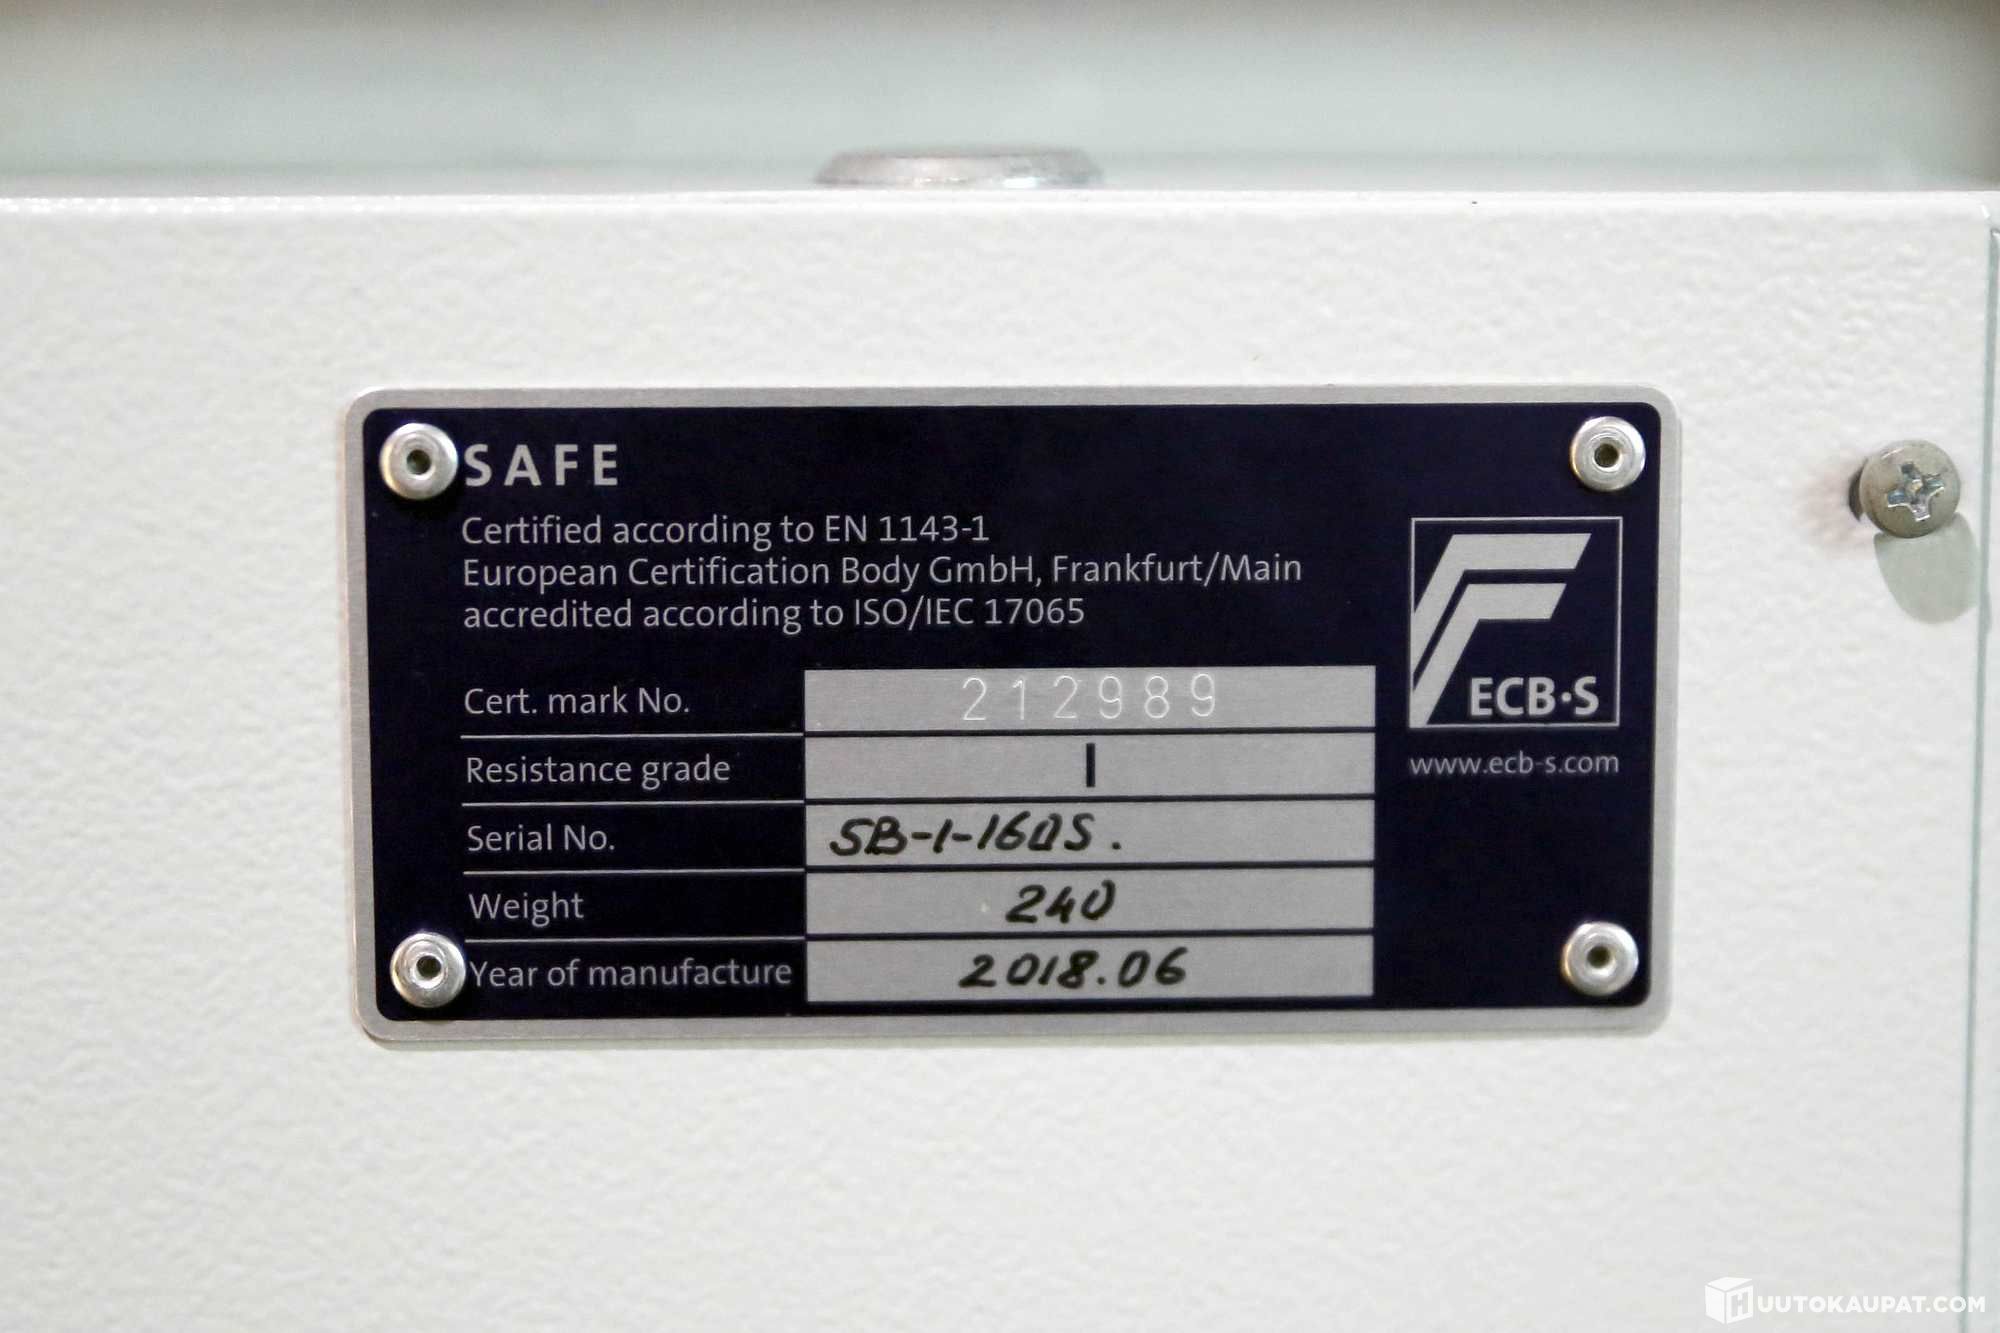 SAFE
Certified according to EN 1143-1
European Certification Body GmbH, Frankfurt/Main
accredited according to ISO/IEC 17065
Cert. mark No. 212989
Resistance grade I
Serial No. SB-1-160S.
Weight 240
Year of manufacture 2018.06
ECB·S
www.ecb-s.com
HUUTOKAUPAT.COM